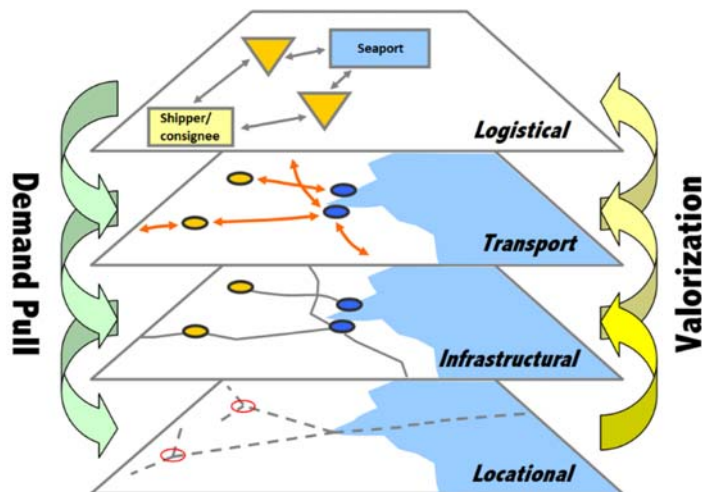 Seaport
Shipper/
consignee
Logistical
Transport
Infrastructural
Locational
Demand Pull
Valorization